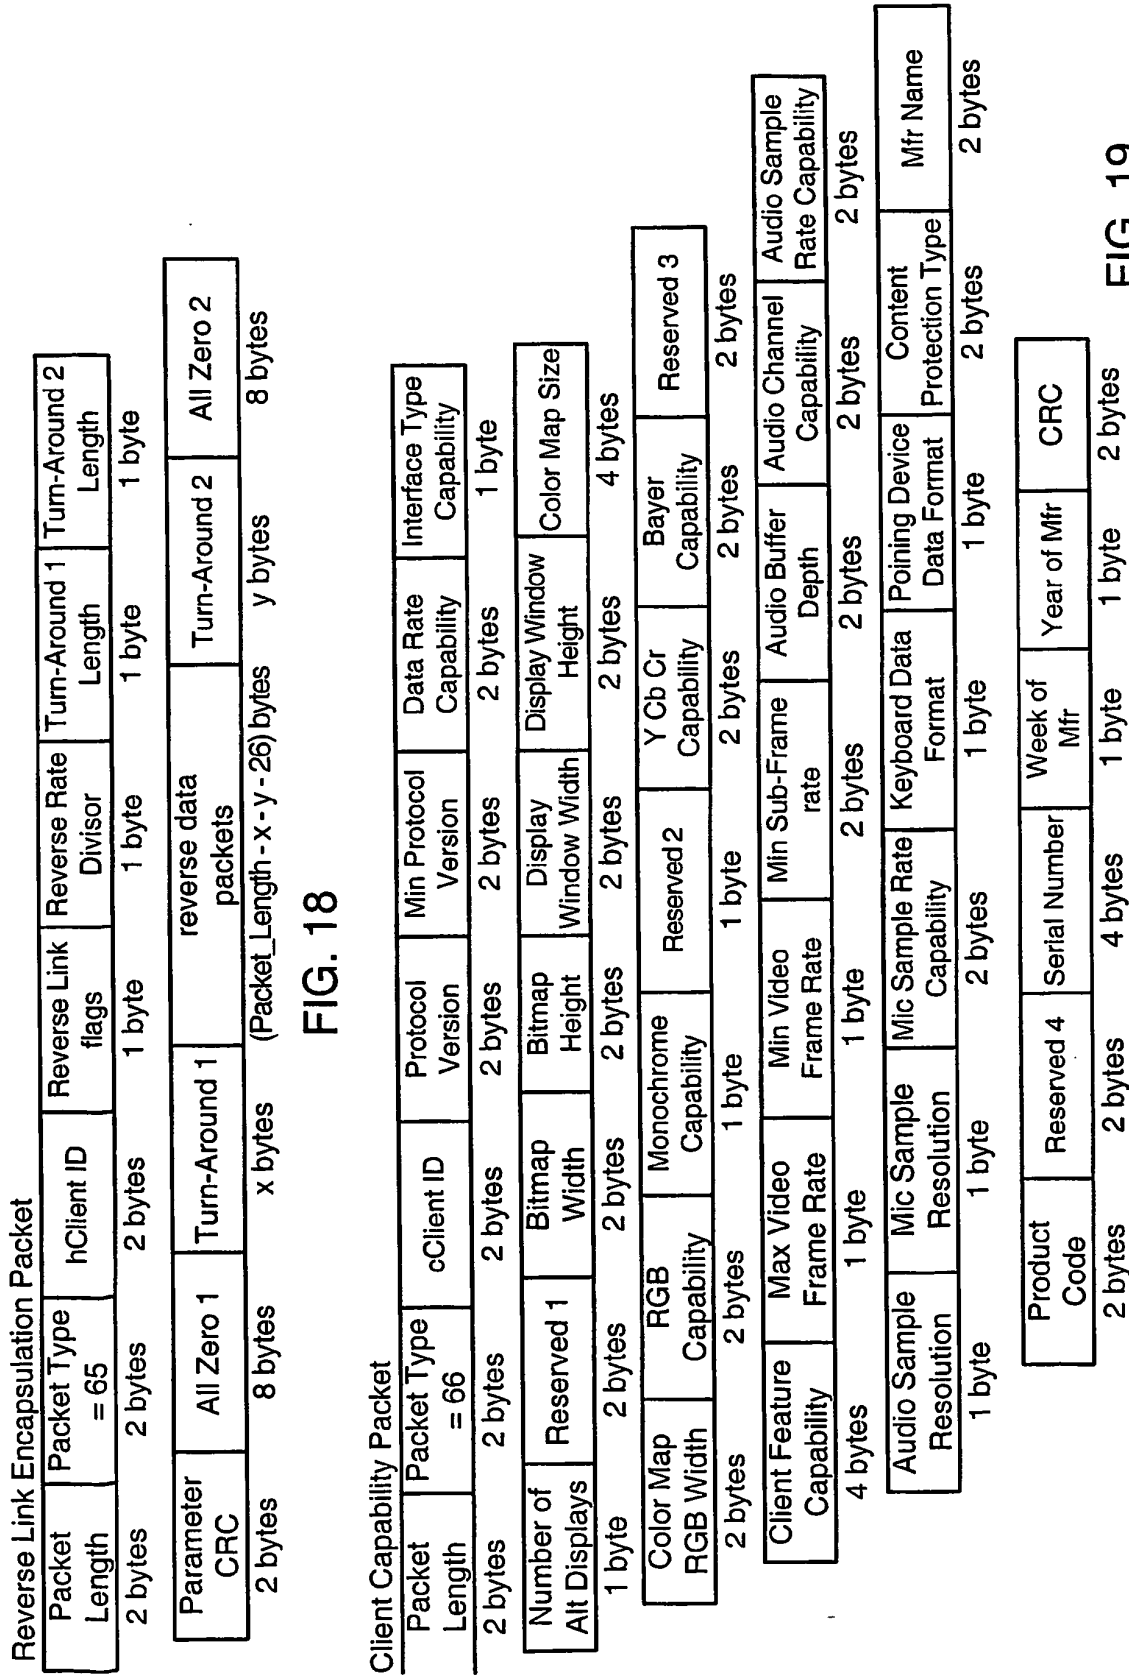 Reverse Link Encapsulation Packet
Packet Length
Packet Type = 65
hClient ID
Reverse Link flags
Reverse Rate Divisor
Turn-Around 1 Length
Turn-Around 2 Length
2 bytes
2 bytes
2 bytes
1 byte
1 byte
1 byte
1 byte
Parameter CRC
All Zero 1
Turn-Around 1
reverse data packets
Turn-Around 2
All Zero 2
2 bytes
8 bytes
x bytes
(Packet_Length - x - y - 26) bytes
y bytes
8 bytes
FIG. 18
Client Capability Packet
Packet Length
Packet Type = 66
cClient ID
Protocol Version
Min Protocol Version
Data Rate Capability
Interface Type Capability
2 bytes
2 bytes
2 bytes
2 bytes
2 bytes
2 bytes
1 byte
Number of Alt Displays
Reserved 1
Bitmap Width
Bitmap Height
Display Window Width
Display Window Height
Color Map Size
1 byte
2 bytes
2 bytes
2 bytes
2 bytes
2 bytes
4 bytes
Color Map RGB Width
RGB Capability
Monochrome Capability
Reserved 2
Y Cb Cr Capability
Bayer Capability
Reserved 3
2 bytes
2 bytes
1 byte
1 byte
2 bytes
2 bytes
2 bytes
Client Feature Capability
Max Video Frame Rate
Min Video Frame Rate
Min Sub-Frame rate
Audio Buffer Depth
Audio Channel Capability
Audio Sample Rate Capability
4 bytes
1 byte
1 byte
2 bytes
2 bytes
2 bytes
2 bytes
Audio Sample Resolution
Mic Sample Resolution
Mic Sample Rate Capability
Keyboard Data Format
Poining Device Data Format
Content Protection Type
Mfr Name
1 byte
1 byte
2 bytes
1 byte
1 byte
2 bytes
2 bytes
Product Code
Reserved 4
Serial Number
Week of Mfr
Year of Mfr
CRC
2 bytes
2 bytes
4 bytes
1 byte
1 byte
2 bytes
FIG. 19